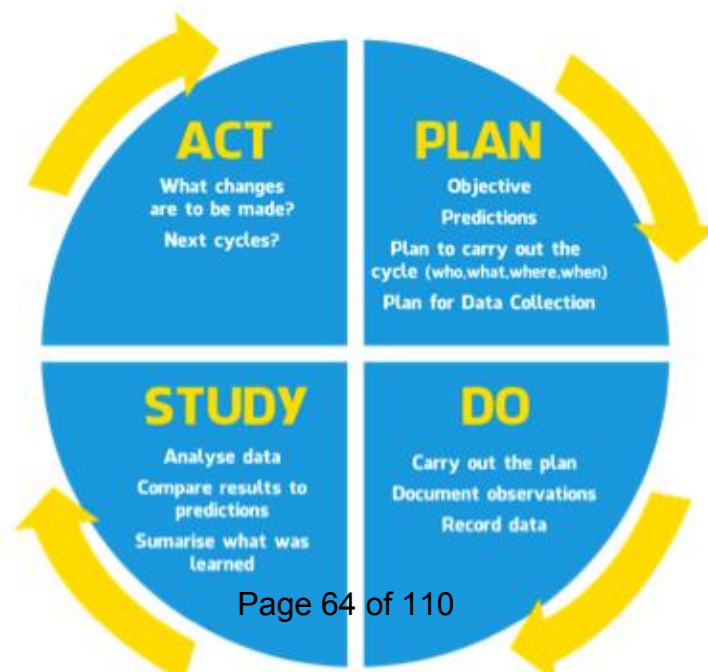 ACT
What changes
are to be made?
Next cycles?
PLAN
Objective
Predictions
Plan to carry out the
cycle (who,what,where,when)
Plan for Data Collection
STUDY
Analyse data
Compare results to
predictions
Sumarise what was
learned
DO
Carry out the plan
Document observations
Record data
Page 64 of 110